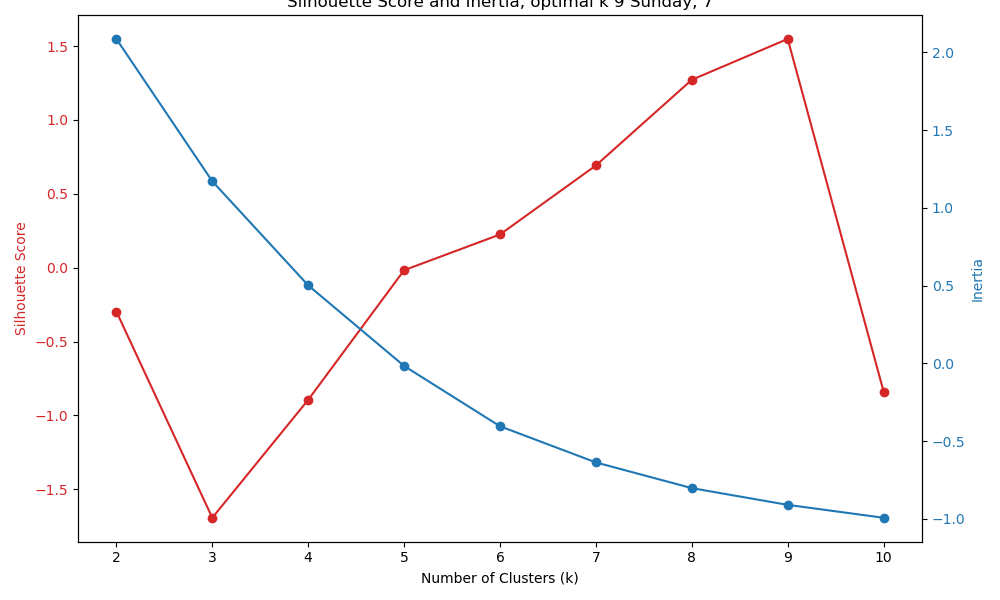 Silhouette Score and Inertia, optimal k 9 Sunday, 7
1.5
1.0
0.5
0.0
−0.5
−1.0
−1.5
Silhouette Score
2.0
1.5
1.0
0.5
0.0
−0.5
−1.0
Inertia
2 3 4 5 6 7 8 9 10
Number of Clusters (k)